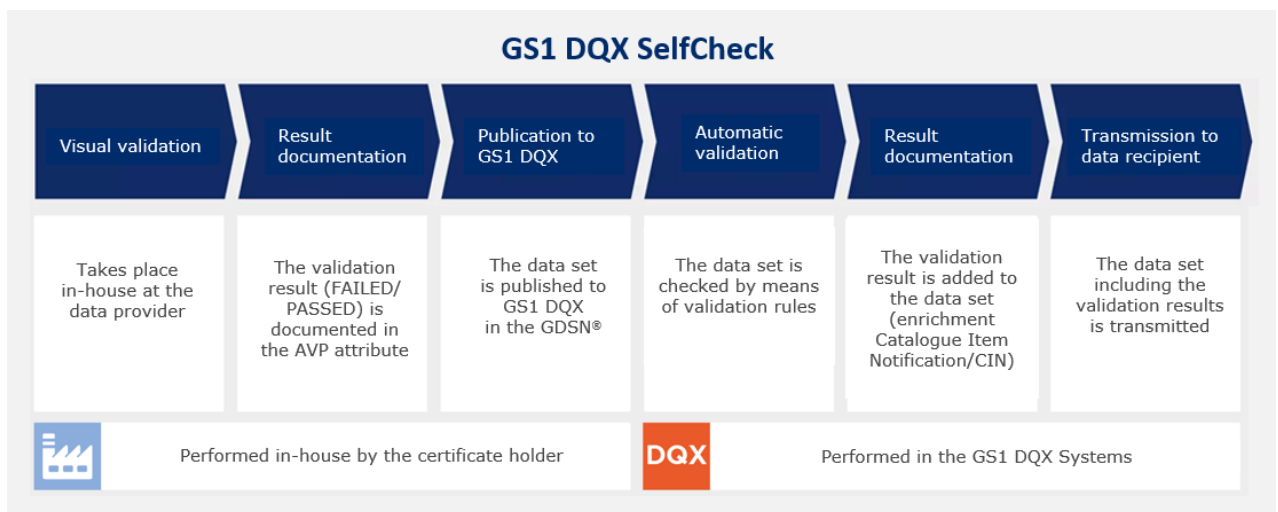 GS1 DQX SelfCheck
Visual validation
Result
documentation
Publication to
GS1 DQX
Automatic
validation
Result
documentation
Transmission to
data recipient
Takes place
in-house at the
data provider
The validation
result (FAILED/
PASSED) is
documented in
the AVP attribute
The data set
is published to
GS1 DQX
in the GDSN®
The data set is
checked by means
of validation rules
The validation
result is added to
the data set
(enrichment
Catalogue Item
Notification/CIN)
The data set
including the
validation results
is transmitted
Performed in-house by the certificate holder
DQX
Performed in the GS1 DQX Systems